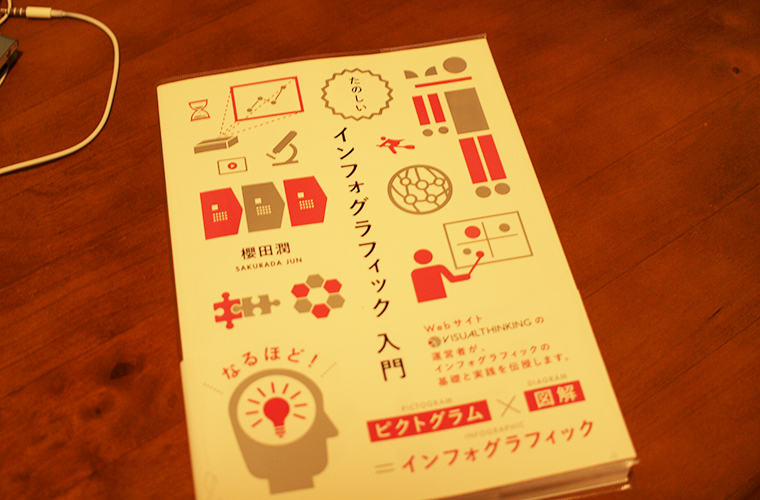 たのしい
インフォグラフィック入門
櫻田潤
SAKURADA JUN
Webサイト
VISUALTHINKINGの
運営者が、
インフォグラフィックの
基礎と実践を伝授します。
なるほど!
PICTOGRAM
DIAGRAM
ピクトグラム×図解
INFOGRAPHIC
=インフォグラフィック